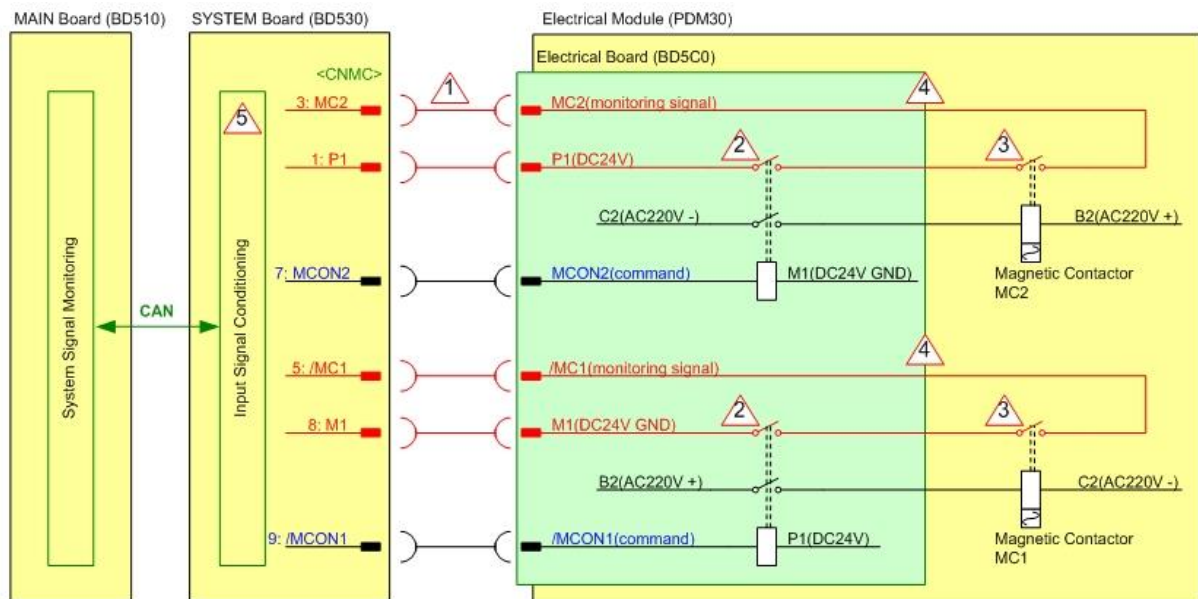 MAIN Board (BD510)
SYSTEM Board (BD530)
Electrical Module (PDM30)
Electrical Board (BD5C0)
<CNMC>
1
4
3: MC2
MC2(monitoring signal)
5
2
3
1: P1
P1(DC24V)
C2(AC220V -)
B2(AC220V +)
7: MCON2
MCON2(command)
M1(DC24V GND)
Magnetic Contactor
MC2
System Signal Monitoring
CAN
Input Signal Conditioning
4
5: /MC1
/MC1(monitoring signal)
2
3
8: M1
M1(DC24V GND)
B2(AC220V +)
C2(AC220V -)
9: /MCON1
/MCON1(command)
P1(DC24V)
Magnetic Contactor
MC1